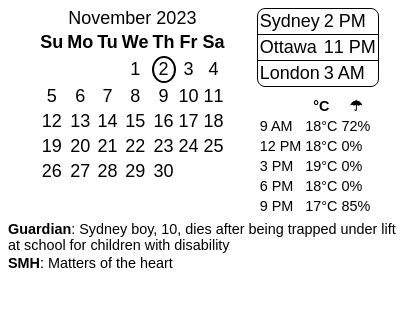 November 2023
Su Mo Tu We Th Fr Sa
1 2 3 4
5 6 7 8 9 10 11
12 13 14 15 16 17 18
19 20 21 22 23 24 25
26 27 28 29 30
Sydney 2 PM
Ottawa 11 PM
London 3 AM
°C ☂
9 AM 18°C 72%
12 PM 18°C 0%
3 PM 19°C 0%
6 PM 18°C 0%
9 PM 17°C 85%
Guardian: Sydney boy, 10, dies after being trapped under lift
at school for children with disability
SMH: Matters of the heart